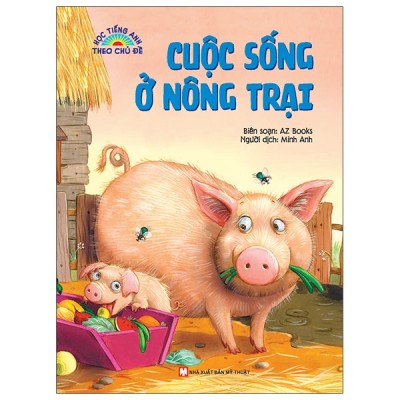 HỌC TIẾNG ANH
THEO CHỦ ĐỀ
CUỘC SỐNG
Ở NÔNG TRẠI
Biên soạn: AZ Books
Người dịch: Minh Anh
NHÀ XUẤT BẢN MỸ THUẬT